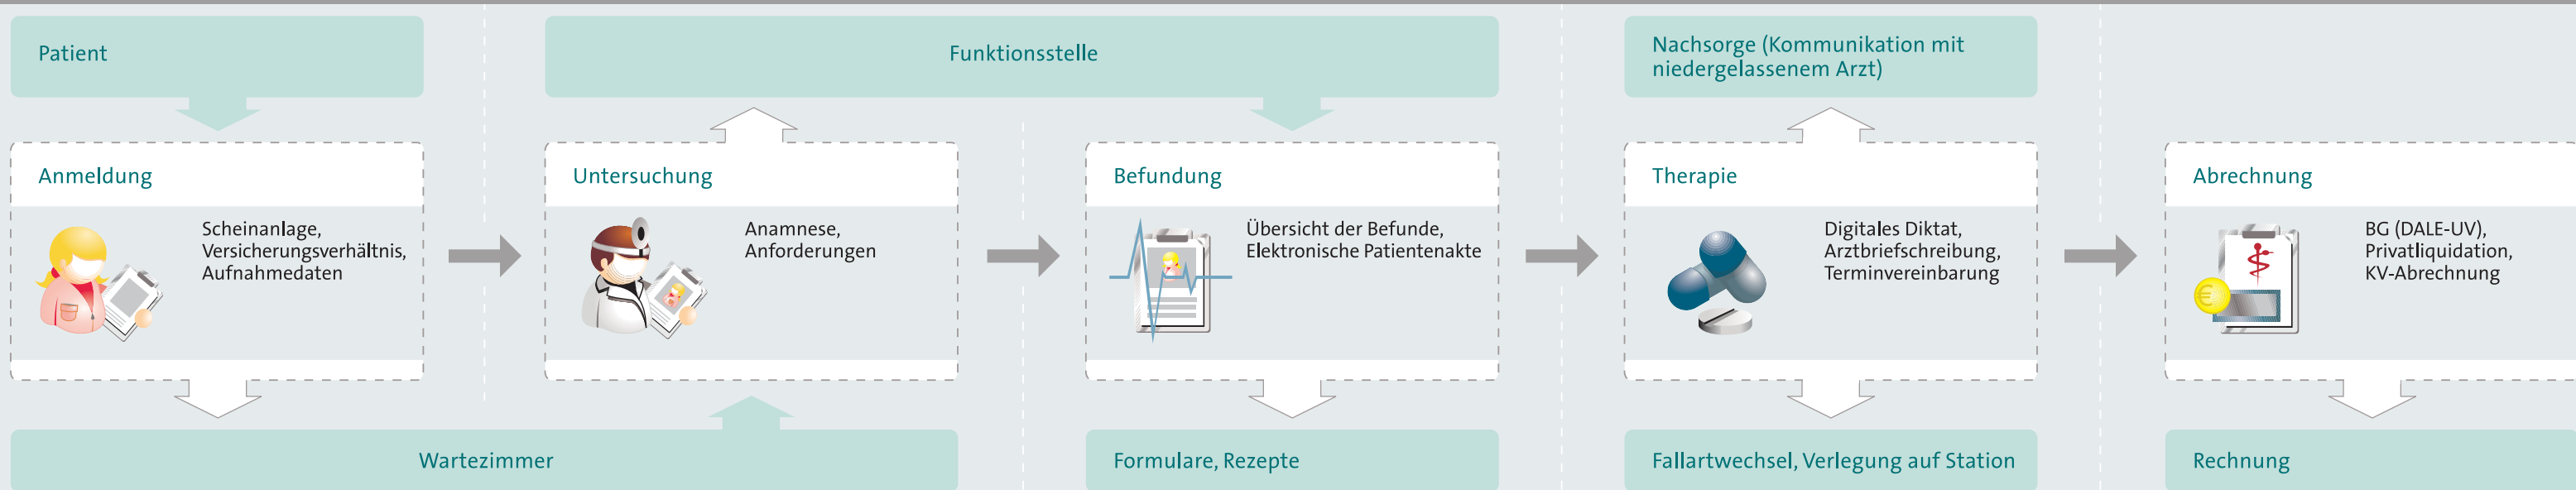 Patient
Funktionsstelle
Nachsorge (Kommunikation mit
niedergelassenem Arzt)
Anmeldung
Scheinanlage,
Versicherungsverhältnis,
Aufnahmedaten
Untersuchung
Anamnese,
Anforderungen
Befundung
Übersicht der Befunde,
Elektronische Patientenakte
Therapie
Digitales Diktat,
Arztbriefschreibung,
Terminvereinbarung
Abrechnung
€
BG (DALE-UV),
Privatliquidation,
KV-Abrechnung
Wartezimmer
Formulare, Rezepte
Fallartwechsel, Verlegung auf Station
Rechnung